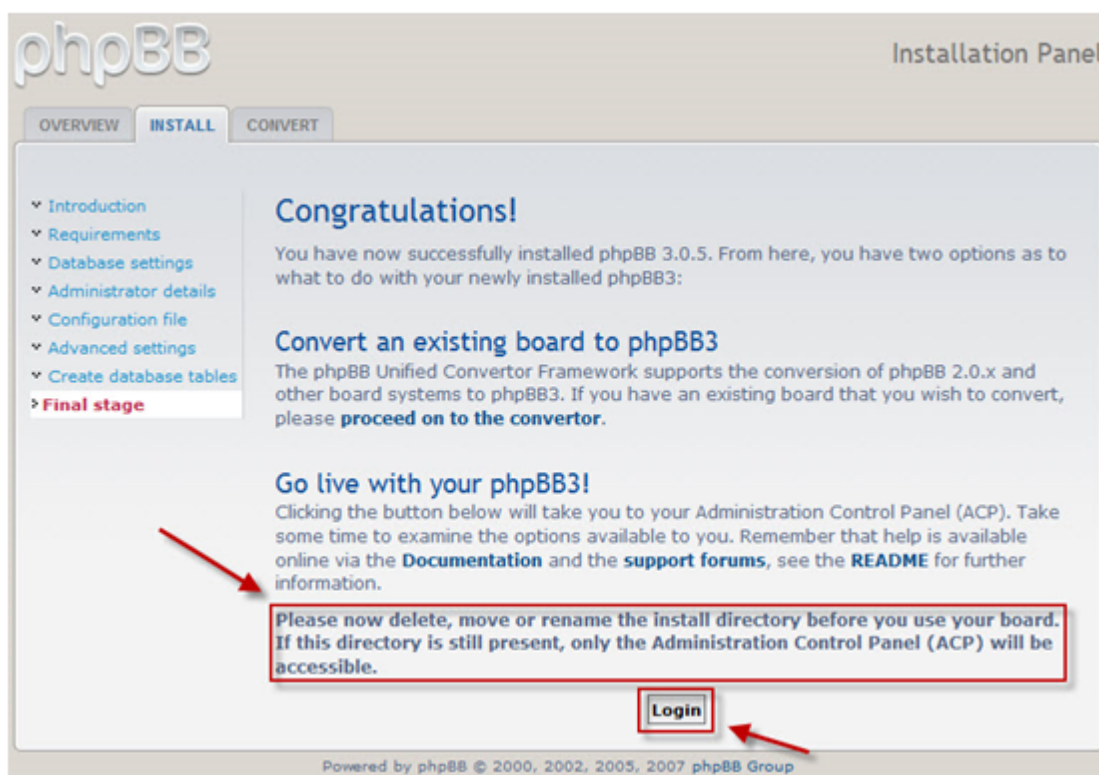 phpBB
Installation Panel
OVERVIEW
INSTALL
CONVERT
Introduction
Requirements
Database settings
Administrator details
Configuration file
Advanced settings
Create database tables
Final stage
Congratulations!
You have now successfully installed phpBB 3.0.5. From here, you have two options as to
what to do with your newly installed phpBB3:
Convert an existing board to phpBB3
The phpBB Unified Convertor Framework supports the conversion of phpBB 2.0.x and
other board systems to phpBB3. If you have an existing board that you wish to convert,
please proceed on to the convertor.
Go live with your phpBB3!
Clicking the button below will take you to your Administration Control Panel (ACP). Take
some time to examine the options available to you. Remember that help is available
online via the Documentation and the support forums, see the README for further
information.
Please now delete, move or rename the install directory before you use your board.
If this directory is still present, only the Administration Control Panel (ACP) will be
accessible.
Login
Powered by phpBB © 2000, 2002, 2005, 2007 phpBB Group